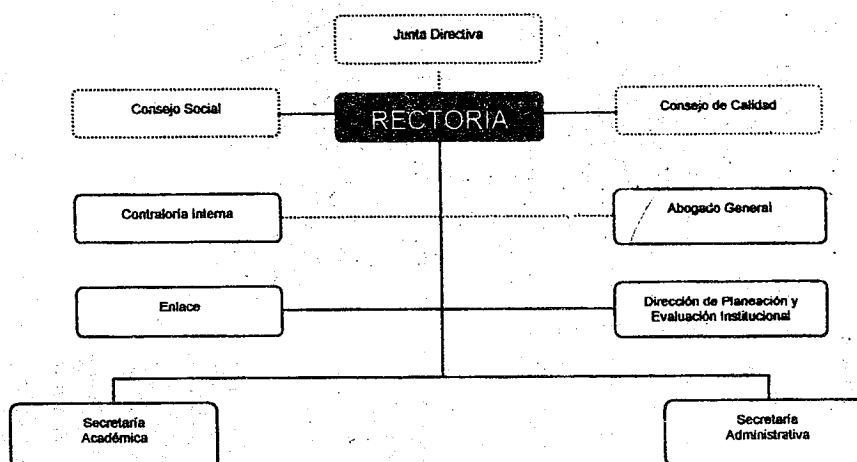 Junta Directiva
Consejo Social
RECTORIA
Consejo de Calidad
Contraloría Interna
Abogado General
Enlace
Dirección de Planeación y
Evaluación Institucional
Secretaría
Académica
Secretaría
Administrativa